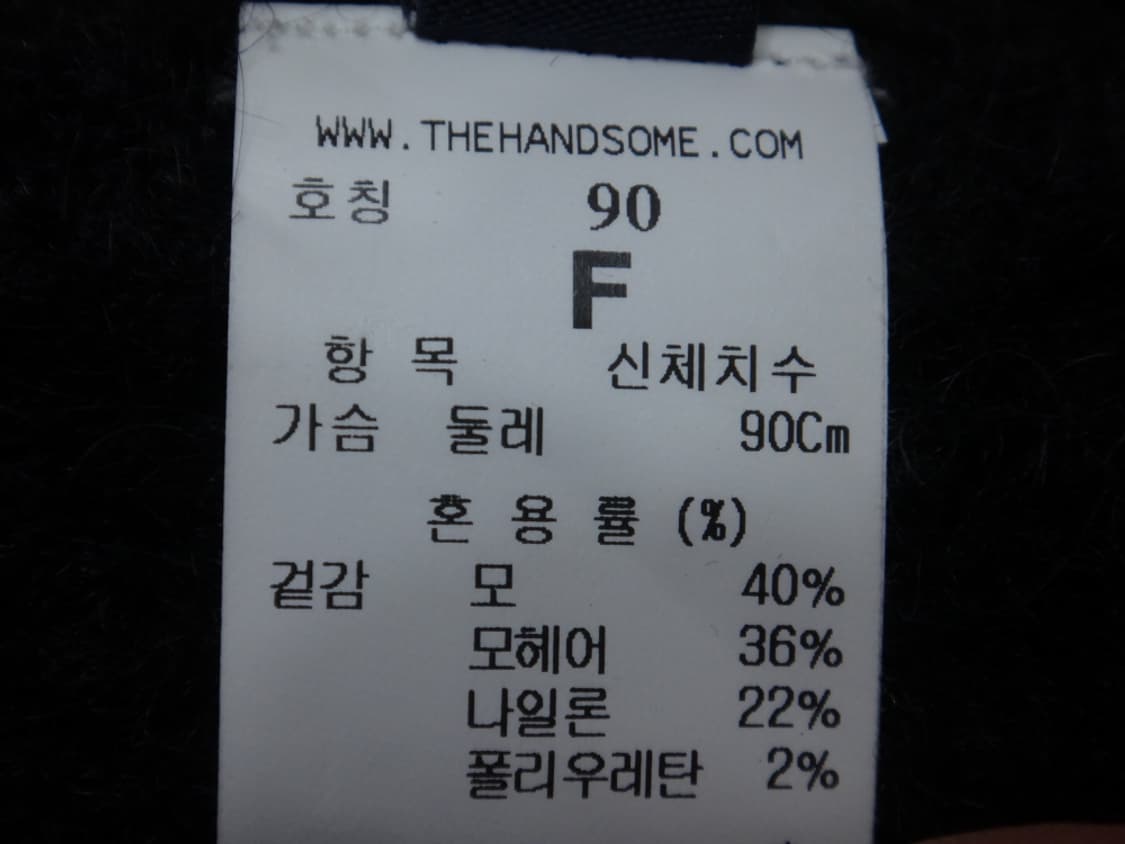 WWW.THEHANDSOME.COM
호칭 90
F
항 목 신체치수
가슴 둘레 90Cm
혼 용 률 (%)
겉감 모 40%
모헤어 36%
나일론 22%
폴리우레탄 2%